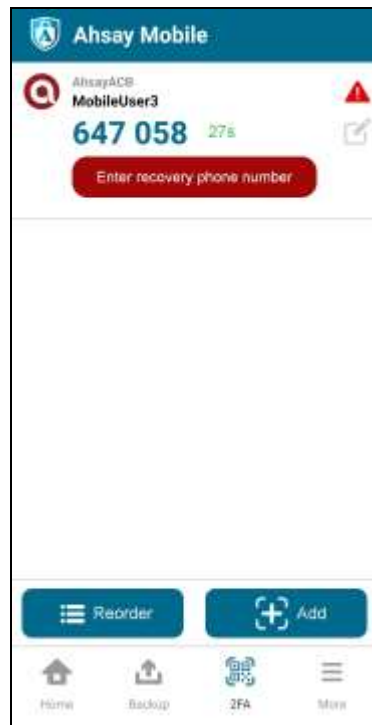 Ahsay Mobile
AhsayACB
MobileUser3
647 058 27s
Enter recovery phone number
Reorder Add
Home Backup 2FA More